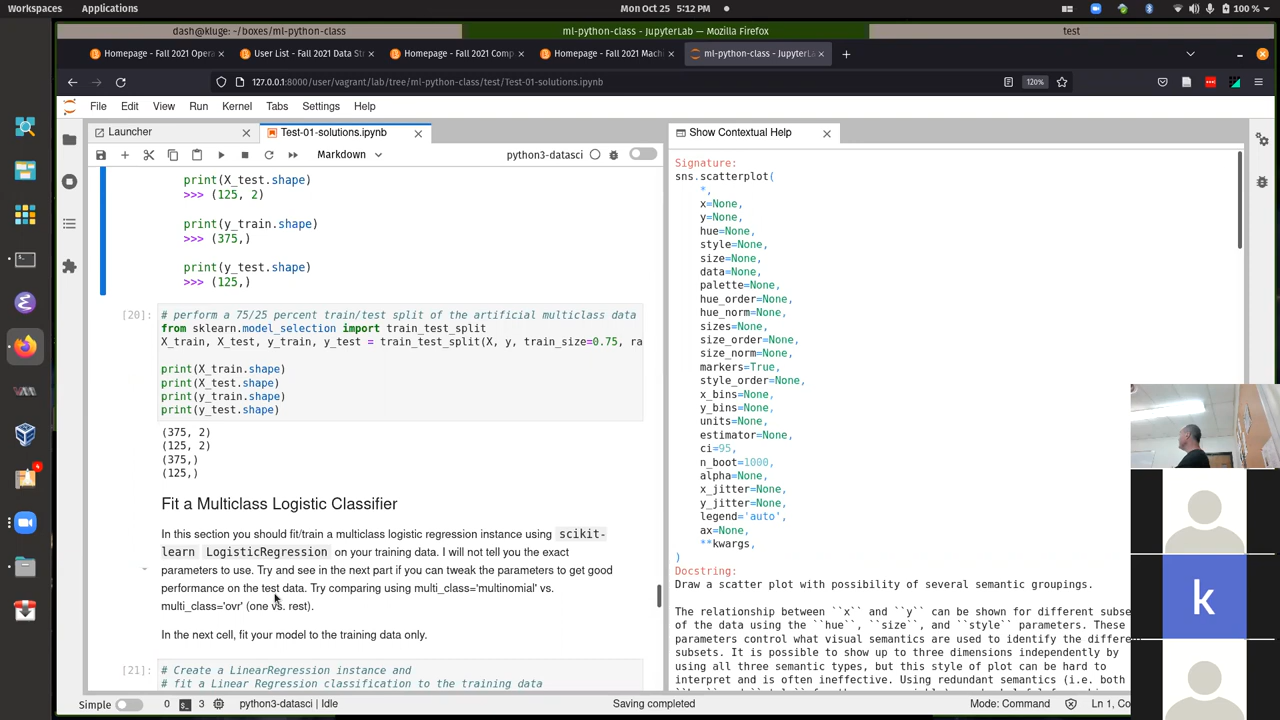 Workspaces Applications Mon Oct 25 5:12 PM 100 %
dash@kluge: ~/boxes/ml-python-class ml-python-class - JupyterLab — Mozilla Firefox test
Homepage - Fall 2021 Opera User List - Fall 2021 Data Str Homepage - Fall 2021 Comp Homepage - Fall 2021 Machi ml-python-class - JupyterLab
127.0.0.1:8000/user/vagrant/lab/tree/ml-python-class/test/Test-01-solutions.ipynb 120%
File Edit View Run Kernel Tabs Settings Help
Launcher Test-01-solutions.ipynb Show Contextual Help
Markdown python3-datasci
print(X_test.shape)
>>> (125, 2)
print(y_train.shape)
>>> (375,)
print(y_test.shape)
>>> (125,)
[20]: # perform a 75/25 percent train/test split of the artificial multiclass data
from sklearn.model_selection import train_test_split
X_train, X_test, y_train, y_test = train_test_split(X, y, train_size=0.75, ra
print(X_train.shape)
print(X_test.shape)
print(y_train.shape)
print(y_test.shape)
(375, 2)
(125, 2)
(375,)
(125,)
Fit a Multiclass Logistic Classifier
In this section you should fit/train a multiclass logistic regression instance using scikit-
learn LogisticRegression on your training data. I will not tell you the exact
parameters to use. Try and see in the next part if you can tweak the parameters to get good
performance on the test data. Try comparing using multi_class='multinomial' vs.
multi_class='ovr' (one vs. rest).
In the next cell, fit your model to the training data only.
[21]: # Create a LinearRegression instance and
# fit a Linear Regression classification to the training data
Signature:
sns.scatterplot(
*,
x=None,
y=None,
hue=None,
style=None,
size=None,
data=None,
palette=None,
hue_order=None,
hue_norm=None,
sizes=None,
size_order=None,
size_norm=None,
markers=True,
style_order=None,
x_bins=None,
y_bins=None,
units=None,
estimator=None,
ci=95,
n_boot=1000,
alpha=None,
x_jitter=None,
y_jitter=None,
legend='auto',
ax=None,
**kwargs,
)
Docstring:
Draw a scatter plot with possibility of several semantic groupings.
The relationship between ``x`` and ``y`` can be shown for different subse
of the data using the ``hue``, ``size``, and ``style`` parameters. These
parameters control what visual semantics are used to identify the differe
subsets. It is possible to show up to three dimensions independently by
using all three semantic types, but this style of plot can be hard to
interpret and is often ineffective. Using redundant semantics (i.e. both
k
Simple 0 3 python3-datasci | Idle Saving completed Mode: Command Ln 1,